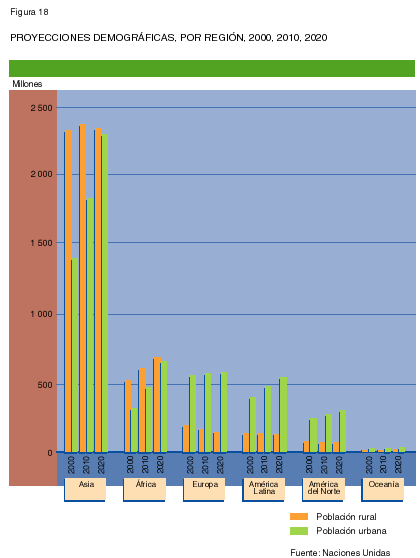 Figura 18
PROYECCIONES DEMOGRÁFICAS, POR REGIÓN, 2000, 2010, 2020
Millones
2 500
2 000
1 500
1 000
500
0
2000 2010 2020 2000 2010 2020 2000 2010 2020 2000 2010 2020 2000 2010 2020 2000 2010 2020
Asia África Europa América Latina América del Norte Oceanía
Población rural
Población urbana
Fuente: Naciones Unidas